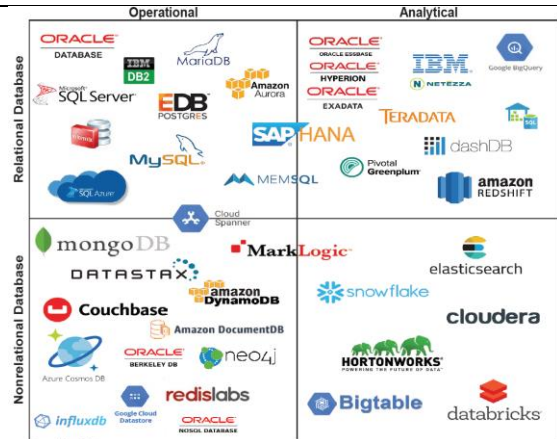 Operational
Analytical
Relational Database
ORACLE
DATABASE
IBM
DB2
MariaDB
Microsoft
SQL Server
EDB
POSTGRES
Amazon
Aurora
SAP HANA
MySQL
SQL Azure
MEMSQL
ORACLE
ORACLE ESSBASE
ORACLE
HYPERION
ORACLE
EXADATA
IBM
NETEZZA
Google BigQuery
TERADATA
SQL
dashDB
Pivotal
Greenplum
amazon
REDSHIFT
Cloud
Spanner
Nonrelational Database
mongoDB
MarkLogic
DATASTAX
amazon
DynamoDB
Couchbase
Amazon DocumentDB
Azure Cosmos DB
ORACLE
BERKELEY DB
neo4j
Google Cloud
Datastore
redislabs
influxdb
ORACLE
NOSQL DATABASE
elasticsearch
snowflake
cloudera
HORTONWORKS
POWERING THE FUTURE OF DATA
Bigtable
databricks